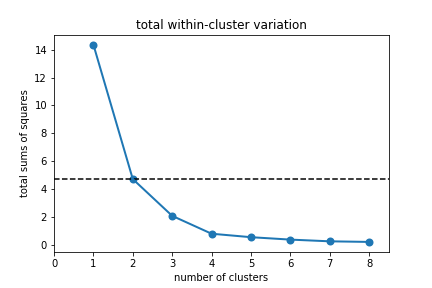 total within-cluster variation
total sums of squares
14
12
10
8
6
4
2
0
0 1 2 3 4 5 6 7 8
number of clusters